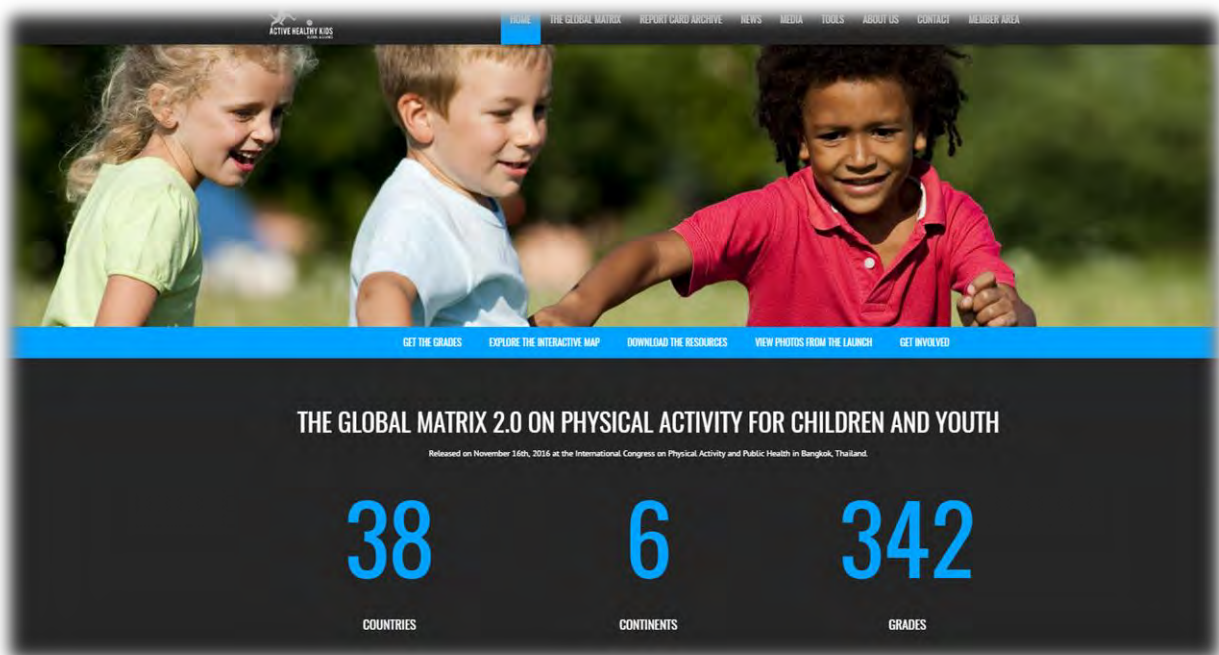 HOME THE GLOBAL MATRIX REPORT CARD ARCHIVE NEWS MEDIA TOOLS ABOUT US CONTACT MEMBER AREA
ACTIVE HEALTHY KIDS
GET THE GRADES EXPLORE THE INTERACTIVE MAP DOWNLOAD THE RESOURCES VIEW PHOTOS FROM THE LAUNCH GET INVOLVED
THE GLOBAL MATRIX 2.0 ON PHYSICAL ACTIVITY FOR CHILDREN AND YOUTH
Released on November 16th, 2016 at the International Congress on Physical Activity and Public Health in Bangkok, Thailand.
38 6 342
COUNTRIES CONTINENTS GRADES